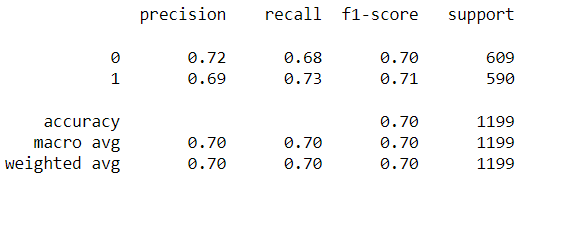 precision recall f1-score support
0 0.72 0.68 0.70 609
1 0.69 0.73 0.71 590
accuracy 0.70 1199
macro avg 0.70 0.70 0.70 1199
weighted avg 0.70 0.70 0.70 1199